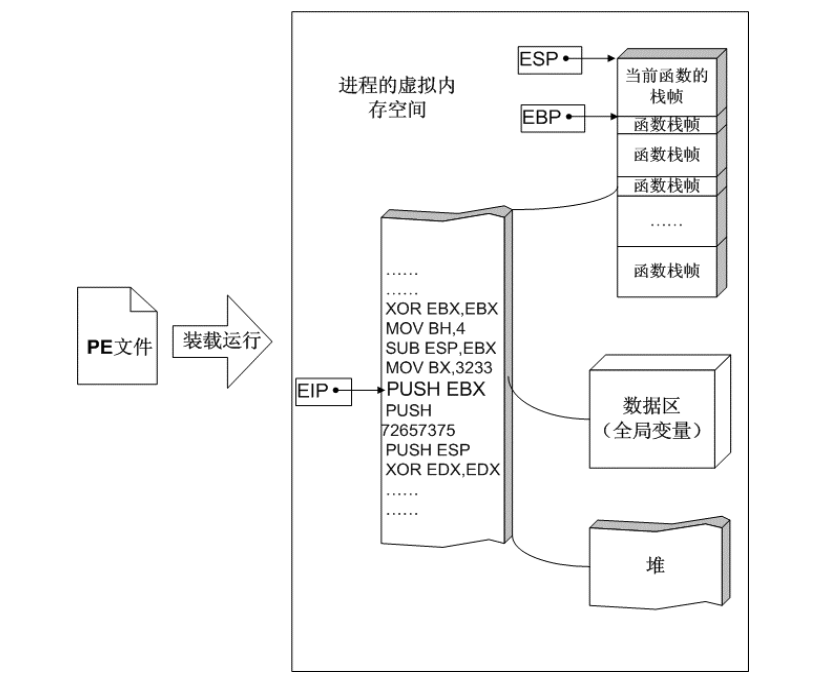 PE文件
装载运行
进程的虚拟内
存空间
ESP
当前函数的
栈帧
EBP
函数栈帧
函数栈帧
函数栈帧
……
函数栈帧
……
……
XOR EBX,EBX
MOV BH,4
SUB ESP,EBX
MOV BX,3233
EIP
PUSH EBX
PUSH
72657375
PUSH ESP
XOR EDX,EDX
……
……
数据区
（全局变量）
堆